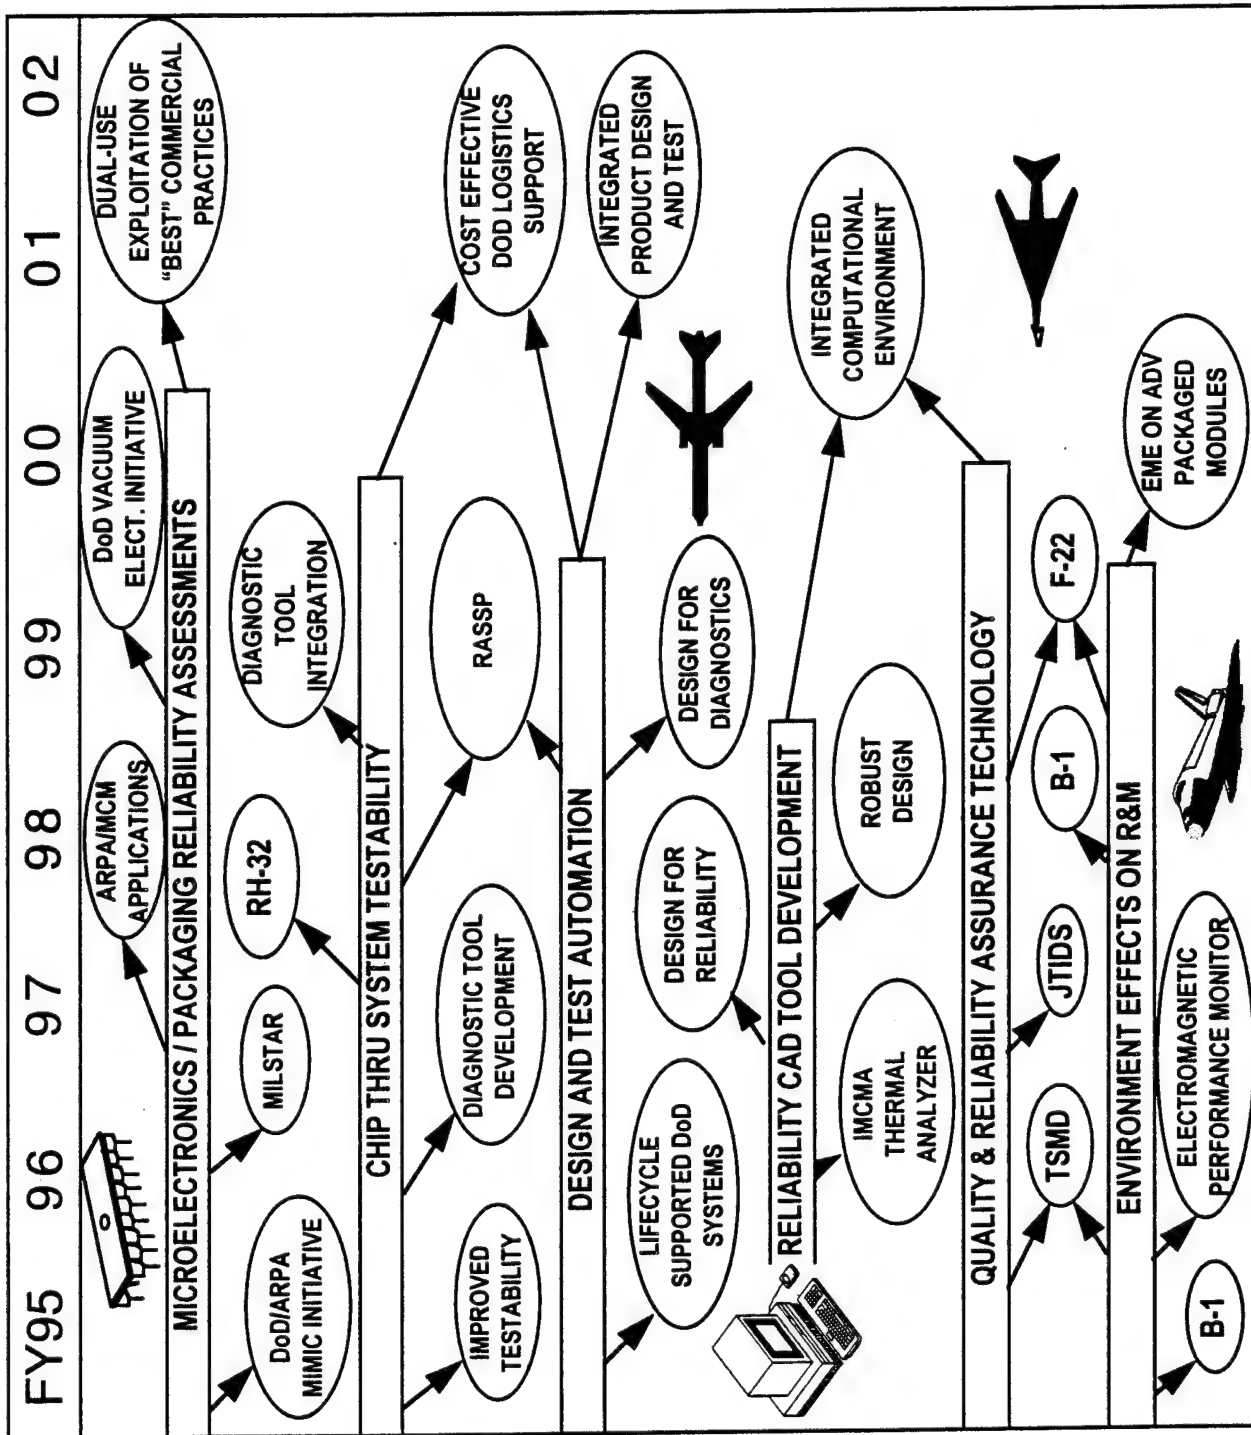 FY95 96 97 98 99 00 01 02
ARPA/MCM
APPLICATIONS
DoD VACUUM
ELECT. INITIATIVE
DUAL-USE
EXPLOITATION OF
"BEST" COMMERCIAL
PRACTICES
MICROELECTRONICS / PACKAGING RELIABILITY ASSESSMENTS
DoD/ARPA
MIMIC INITIATIVE
MILSTAR
RH-32
DIAGNOSTIC
TOOL
INTEGRATION
CHIP THRU SYSTEM TESTABILITY
IMPROVED
TESTABILITY
DIAGNOSTIC TOOL
DEVELOPMENT
RASSP
COST EFFECTIVE
DOD LOGISTICS
SUPPORT
DESIGN AND TEST AUTOMATION
LIFECYCLE
SUPPORTED DoD
SYSTEMS
DESIGN FOR
RELIABILITY
DESIGN FOR
DIAGNOSTICS
INTEGRATED
PRODUCT DESIGN
AND TEST
RELIABILITY CAD TOOL DEVELOPMENT
IMCMA
THERMAL
ANALYZER
ROBUST
DESIGN
INTEGRATED
COMPUTATIONAL
ENVIRONMENT
QUALITY & RELIABILITY ASSURANCE TECHNOLOGY
TSMD
JTIDS
B-1
F-22
ENVIRONMENT EFFECTS ON R&M
B-1
ELECTROMAGNETIC
PERFORMANCE MONITOR
EME ON ADV
PACKAGED
MODULES